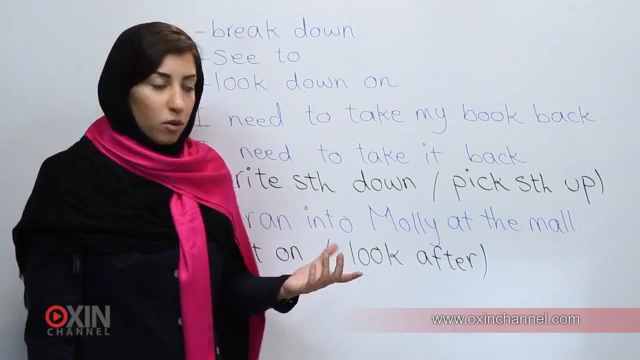 -break down
-see to
-look down on
I need to take my book back.
need to take it back
rite sth down / pick sth up)
ran into Molly at the mall.
t on look after)
OXIN
CHANNEL
www.oxinchannel.com